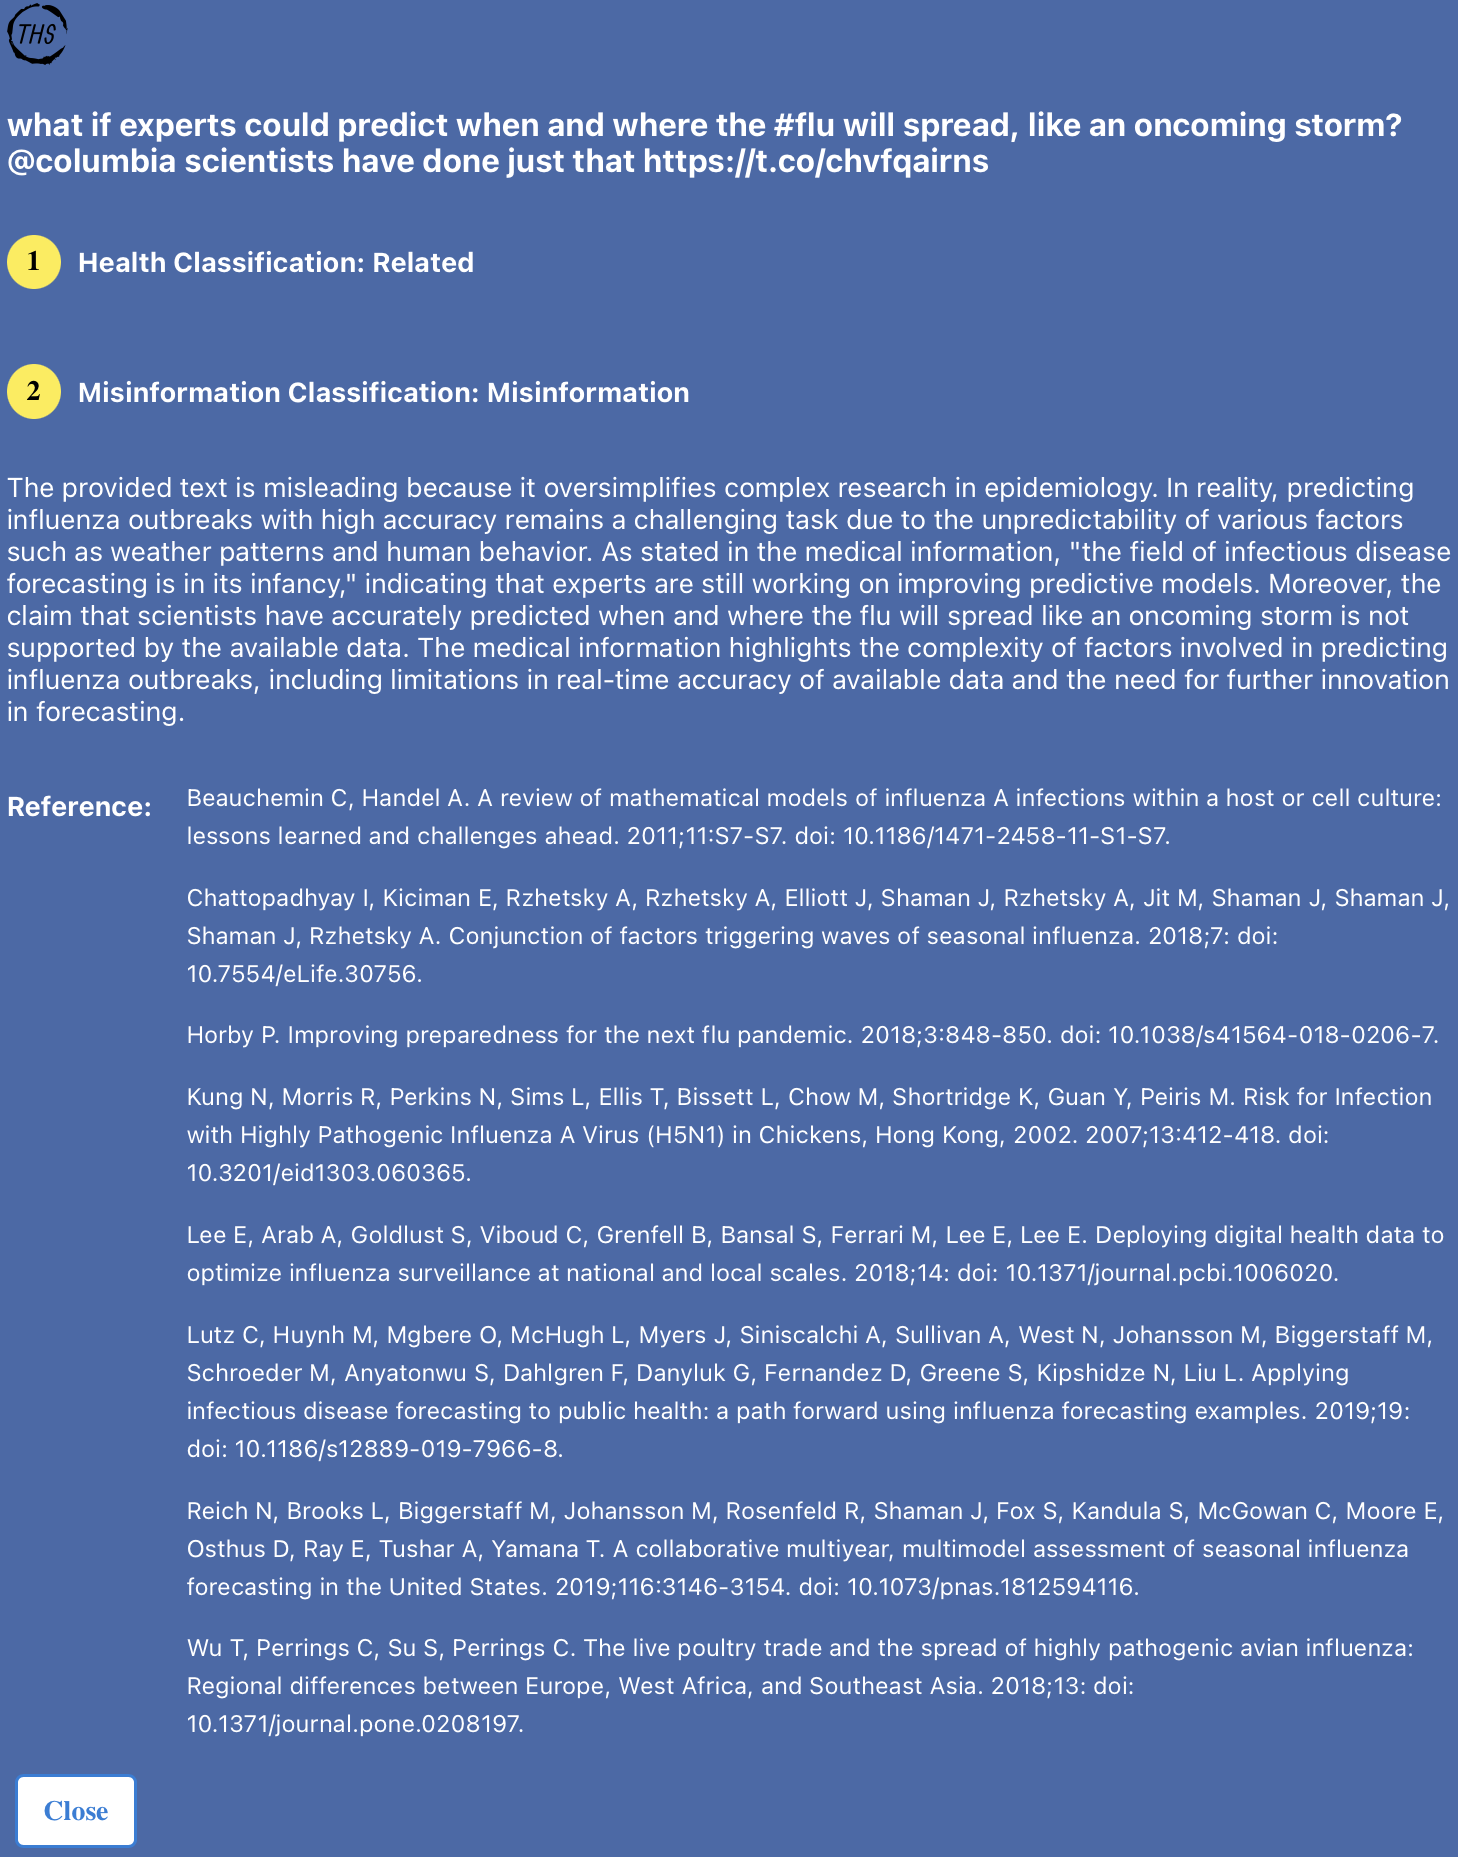 THS
what if experts could predict when and where the #flu will spread, like an oncoming storm?
@columbia scientists have done just that https://t.co/chvfqairns
1 Health Classification: Related
2 Misinformation Classification: Misinformation
The provided text is misleading because it oversimplifies complex research in epidemiology. In reality, predicting
influenza outbreaks with high accuracy remains a challenging task due to the unpredictability of various factors
such as weather patterns and human behavior. As stated in the medical information, "the field of infectious disease
forecasting is in its infancy," indicating that experts are still working on improving predictive models. Moreover, the
claim that scientists have accurately predicted when and where the flu will spread like an oncoming storm is not
supported by the available data. The medical information highlights the complexity of factors involved in predicting
influenza outbreaks, including limitations in real-time accuracy of available data and the need for further innovation
in forecasting.
Reference:
Beauchemin C, Handel A. A review of mathematical models of influenza A infections within a host or cell culture:
lessons learned and challenges ahead. 2011;11:S7-S7. doi: 10.1186/1471-2458-11-S1-S7.
Chattopadhyay I, Kiciman E, Rzhetsky A, Rzhetsky A, Elliott J, Shaman J, Rzhetsky A, Jit M, Shaman J, Shaman J,
Shaman J, Rzhetsky A. Conjunction of factors triggering waves of seasonal influenza. 2018;7: doi:
10.7554/eLife.30756.
Horby P. Improving preparedness for the next flu pandemic. 2018;3:848-850. doi: 10.1038/s41564-018-0206-7.
Kung N, Morris R, Perkins N, Sims L, Ellis T, Bissett L, Chow M, Shortridge K, Guan Y, Peiris M. Risk for Infection
with Highly Pathogenic Influenza A Virus (H5N1) in Chickens, Hong Kong, 2002. 2007;13:412-418. doi:
10.3201/eid1303.060365.
Lee E, Arab A, Goldlust S, Viboud C, Grenfell B, Bansal S, Ferrari M, Lee E, Lee E. Deploying digital health data to
optimize influenza surveillance at national and local scales. 2018;14: doi: 10.1371/journal.pcbi.1006020.
Lutz C, Huynh M, Mgbere O, McHugh L, Myers J, Siniscalchi A, Sullivan A, West N, Johansson M, Biggerstaff M,
Schroeder M, Anyatonwu S, Dahlgren F, Danyluk G, Fernandez D, Greene S, Kipshidze N, Liu L. Applying
infectious disease forecasting to public health: a path forward using influenza forecasting examples. 2019;19:
doi: 10.1186/s12889-019-7966-8.
Reich N, Brooks L, Biggerstaff M, Johansson M, Rosenfeld R, Shaman J, Fox S, Kandula S, McGowan C, Moore E,
Osthus D, Ray E, Tushar A, Yamana T. A collaborative multiyear, multimodel assessment of seasonal influenza
forecasting in the United States. 2019;116:3146-3154. doi: 10.1073/pnas.1812594116.
Wu T, Perrings C, Su S, Perrings C. The live poultry trade and the spread of highly pathogenic avian influenza:
Regional differences between Europe, West Africa, and Southeast Asia. 2018;13: doi:
10.1371/journal.pone.0208197.
Close